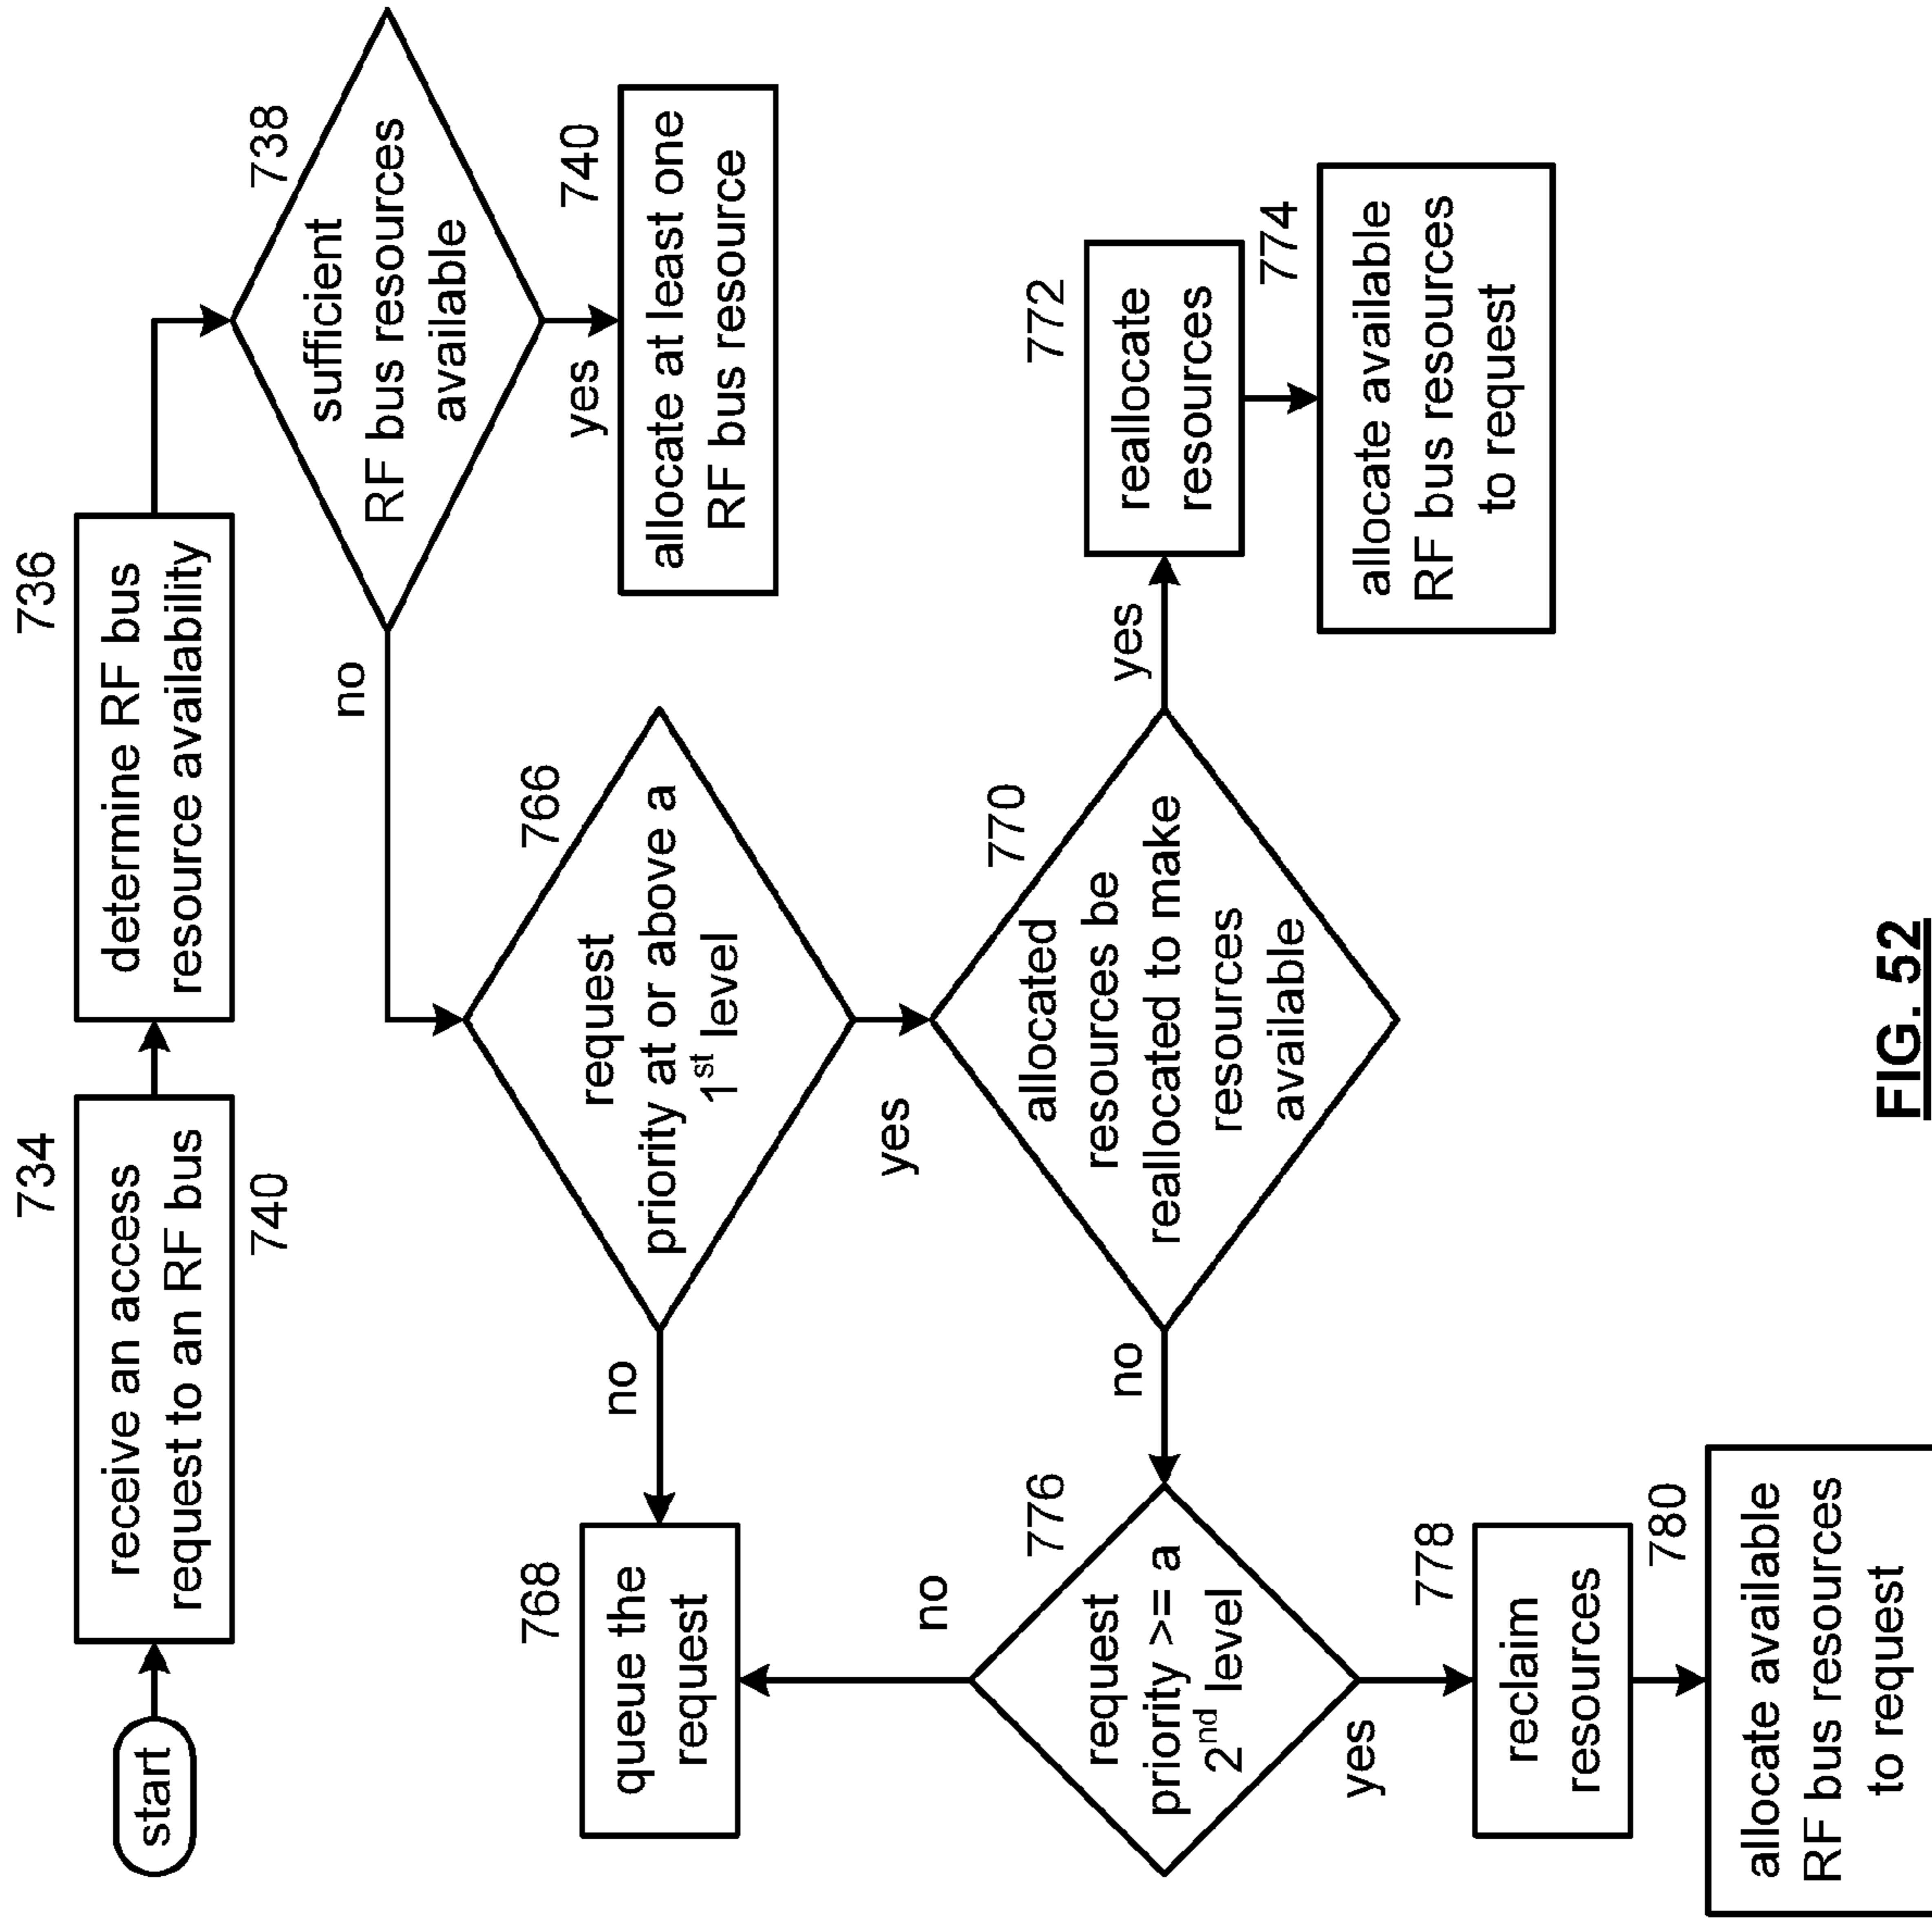 start
734
receive an access
request to an RF bus
740
736
determine RF bus
resource availability
738
sufficient
RF bus resources
available
no
yes
740
allocate at least one
RF bus resource
766
request
priority at or above a
1st level
no
yes
768
queue the
request
770
allocated
resources be
reallocated to make
resources
available
yes
no
772
reallocate
resources
774
allocate available
RF bus resources
to request
776
request
priority >= a
2nd level
no
yes
778
reclaim
resources
780
allocate available
RF bus resources
to request
FIG. 52